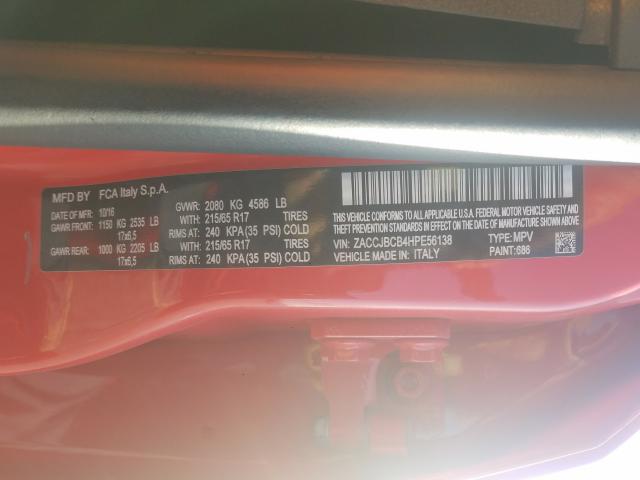 MFD BY FCA Italy S.p.A.
DATE OF MFR: 10/16 GVWR: 2080 KG 4586 LB
GAWR FRONT: 1150 KG 2535 LB WITH: 215/65 R17 TIRES
17x6,5 RIMS AT: 240 KPA(35 PSI) COLD
GAWR REAR: 1000 KG 2205 LB WITH: 215/65 R17 TIRES
17x6,5 RIMS AT: 240 KPA(35 PSI) COLD
THIS VEHICLE CONFORMS TO ALL APPLICABLE U.S.A.
FEDERAL MOTOR VEHICLE SAFETY, BUMPER, AND
THEFT PREVENTION STANDARDS IN EFFECT ON THE
DATE OF MANUFACTURE SHOWN ABOVE.
VIN: ZACCJBCB4HPE56138 TYPE: MPV
VEHICLE MADE IN: ITALY PAINT: 686